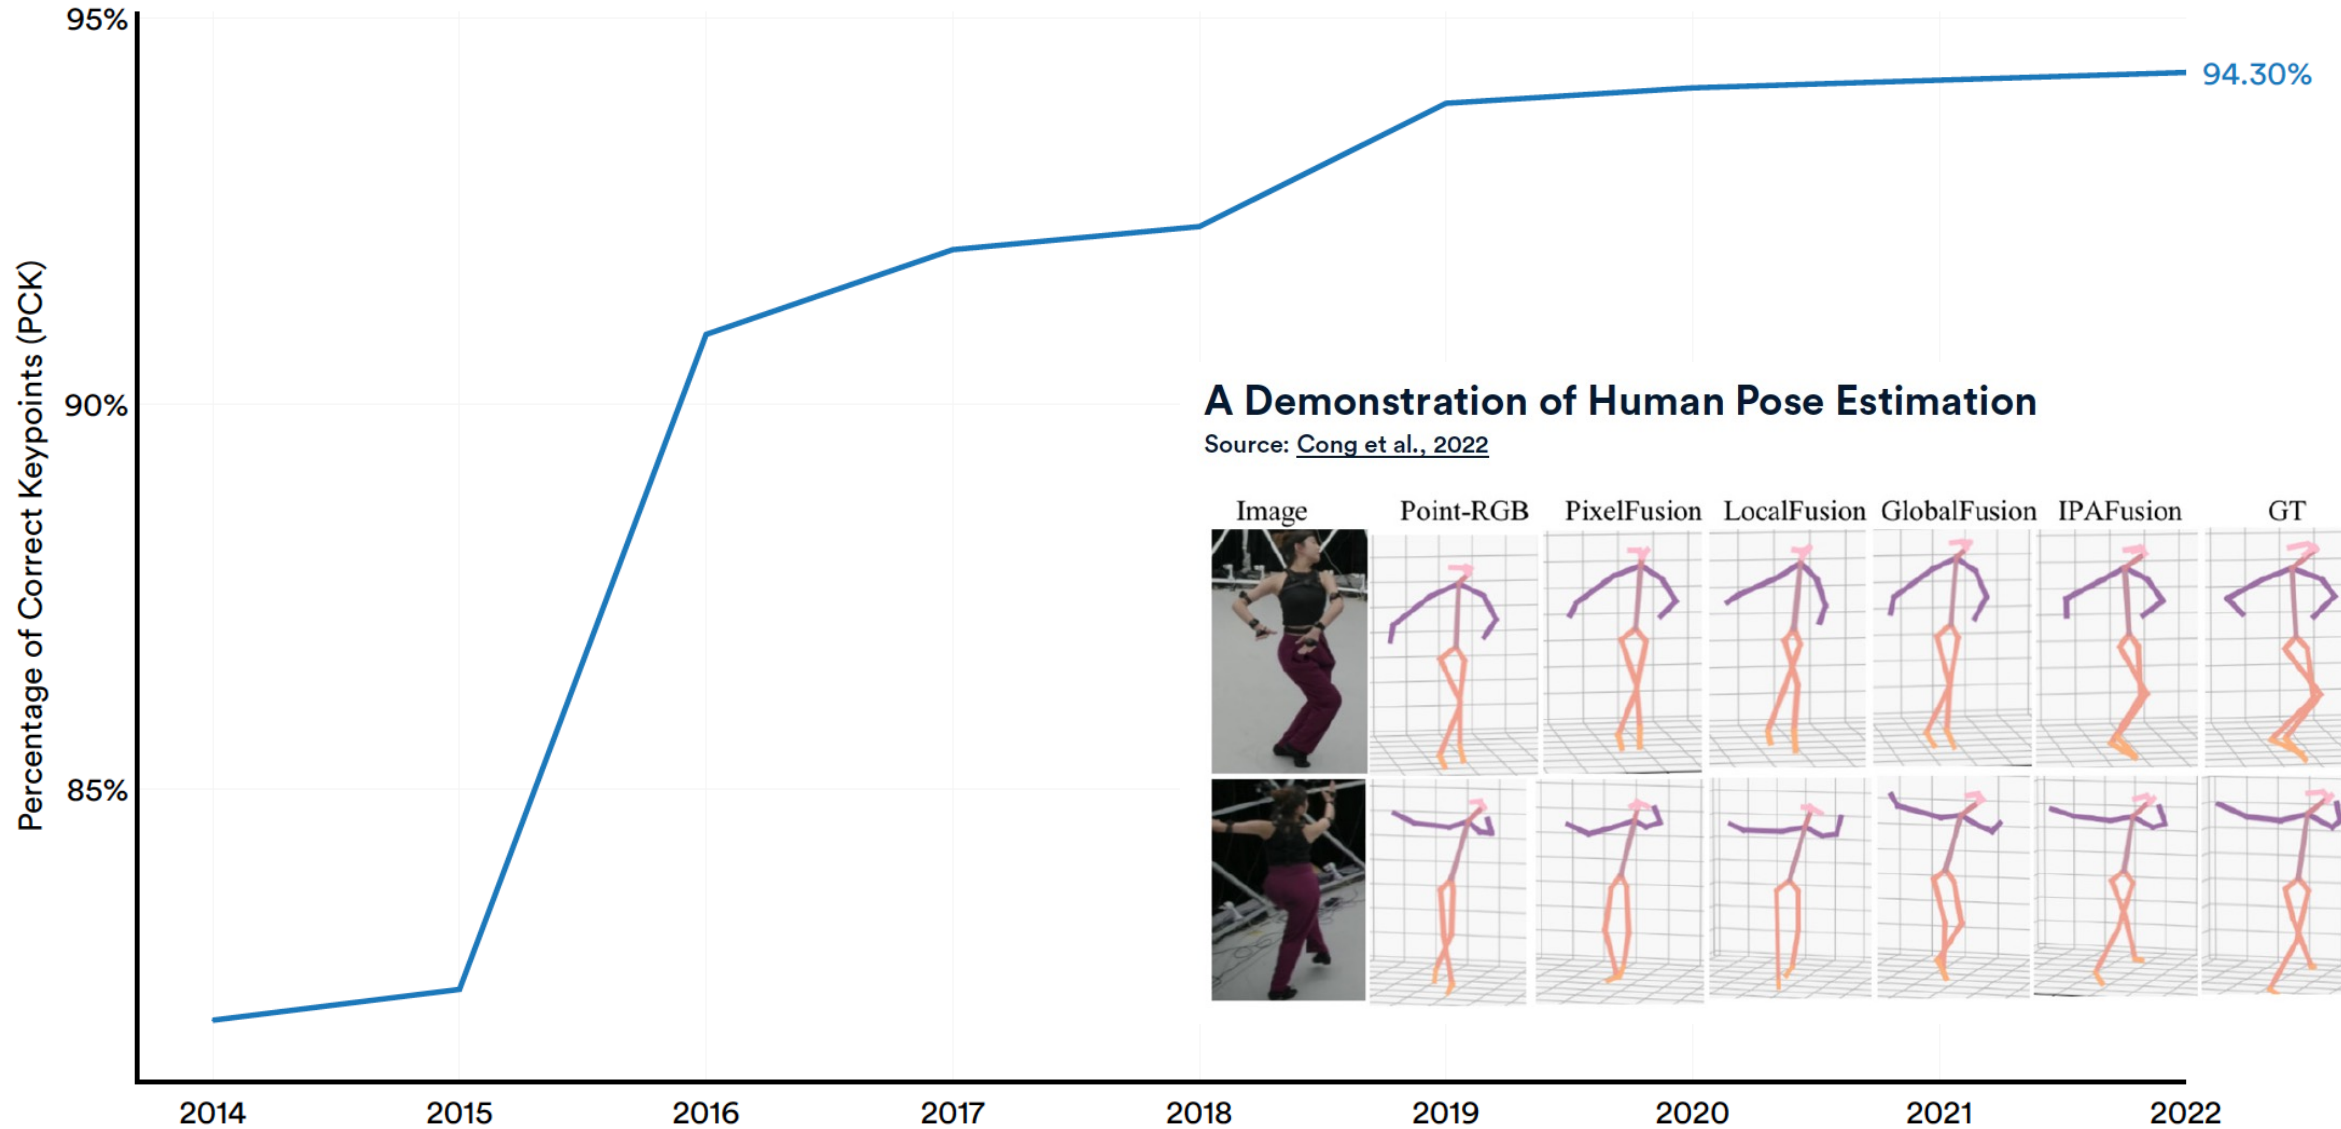 95%
94.30%
90%
85%
Percentage of Correct Keypoints (PCK)
A Demonstration of Human Pose Estimation
Source: Cong et al., 2022
Image Point-RGB PixelFusion LocalFusion GlobalFusion IPAFusion GT
2014 2015 2016 2017 2018 2019 2020 2021 2022